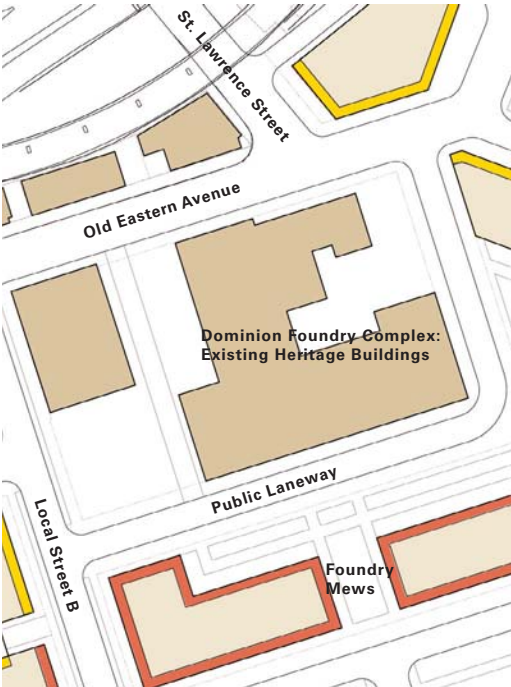 St. Lawrence Street
Old Eastern Avenue
Dominion Foundry Complex:
Existing Heritage Buildings
Public Laneway
Local Street B
Foundry
Mews